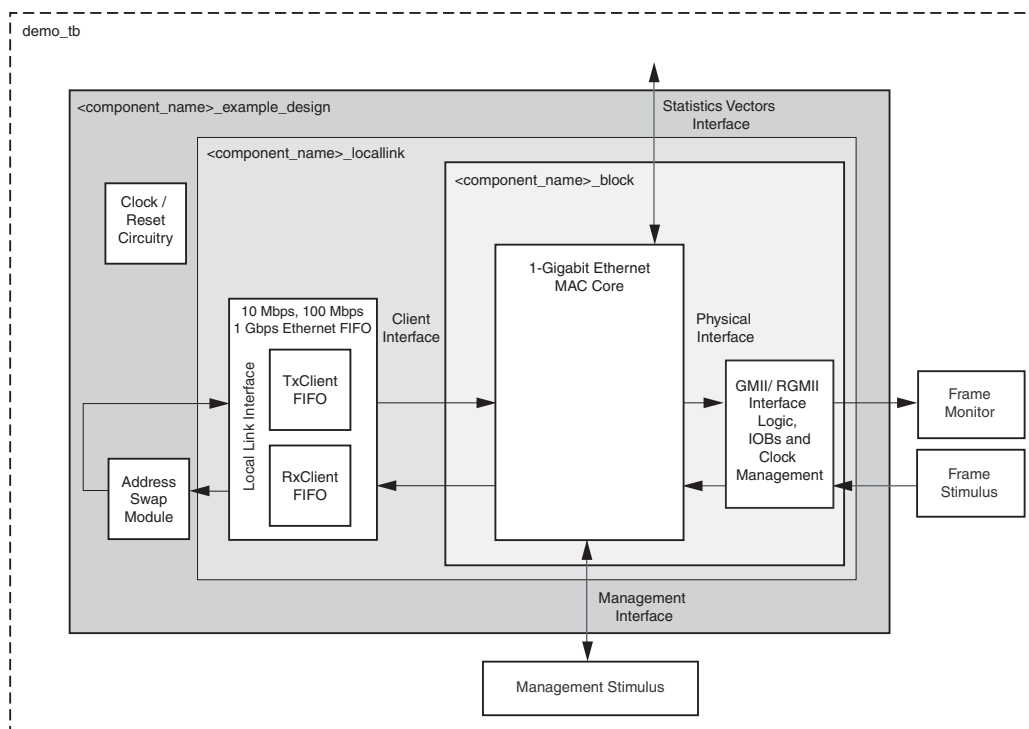 demo_tb
<component_name>_example_design
Statistics Vectors
Interface
<component_name>_locallink
<component_name>_block
Clock /
Reset
Circuitry
1-Gigabit Ethernet
MAC Core
10 Mbps, 100 Mbps
1 Gbps Ethernet FIFO
Client
Interface
Physical
Interface
Local Link Interface
TxClient
FIFO
RxClient
FIFO
GMII/ RGMII
Interface
Logic,
IOBs and
Clock
Management
Frame
Monitor
Frame
Stimulus
Address
Swap
Module
Management
Interface
Management Stimulus